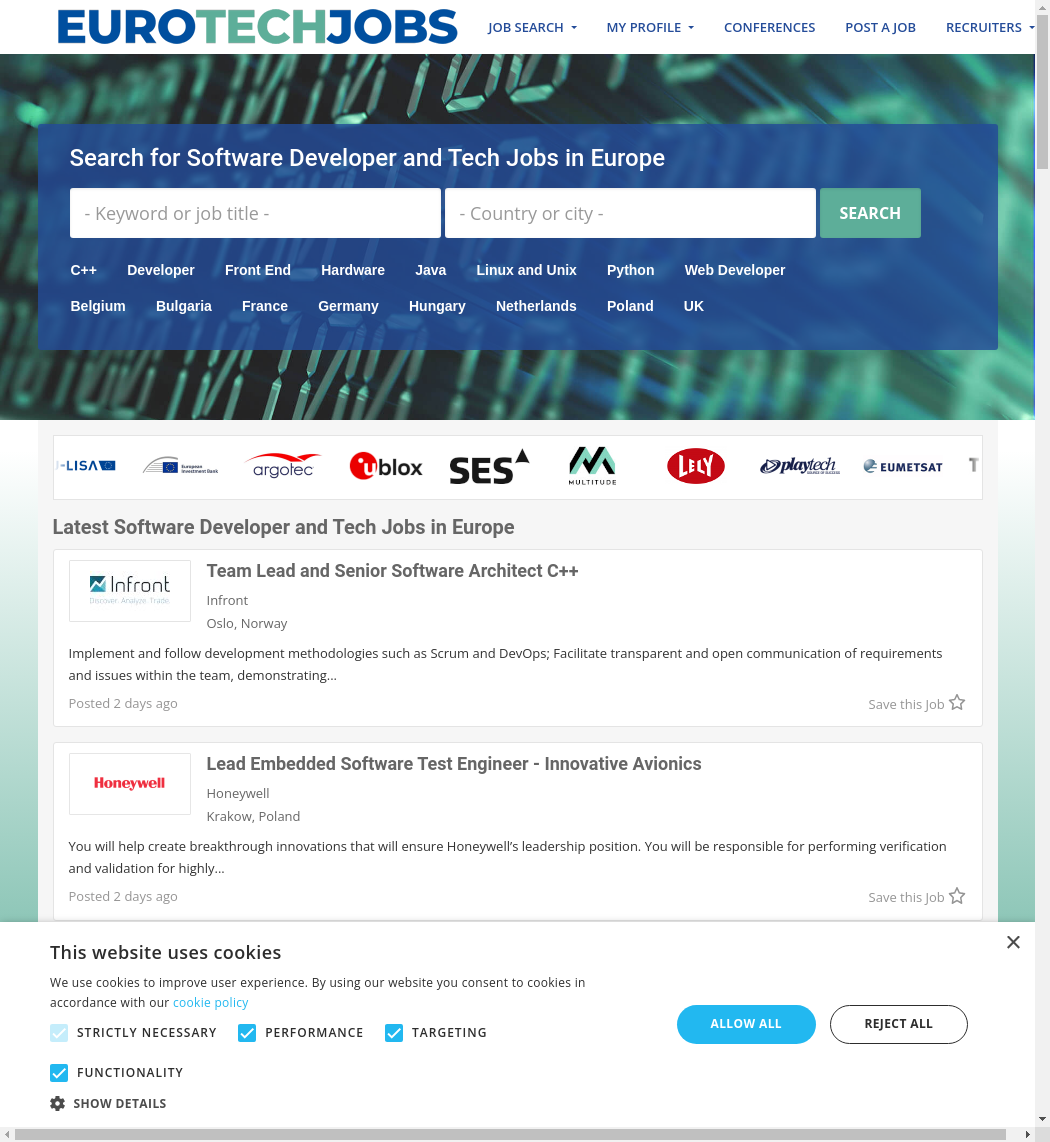 EUROTECHJOBS
JOB SEARCH MY PROFILE CONFERENCES POST A JOB RECRUITERS
Search for Software Developer and Tech Jobs in Europe
- Keyword or job title - - Country or city - SEARCH
C++ Developer Front End Hardware Java Linux and Unix Python Web Developer
Belgium Bulgaria France Germany Hungary Netherlands Poland UK
-LISA European Investment Bank argotec ublox SES MULTITUDE LELY playtech SOURCE OF SUCCESS EUMETSAT T
Latest Software Developer and Tech Jobs in Europe
Infront
Discover. Analyze. Trade.
Team Lead and Senior Software Architect C++
Infront
Oslo, Norway
Implement and follow development methodologies such as Scrum and DevOps; Facilitate transparent and open communication of requirements
and issues within the team, demonstrating...
Posted 2 days ago Save this Job
Honeywell
Lead Embedded Software Test Engineer - Innovative Avionics
Honeywell
Krakow, Poland
You will help create breakthrough innovations that will ensure Honeywell’s leadership position. You will be responsible for performing verification
and validation for highly...
Posted 2 days ago Save this Job
This website uses cookies
We use cookies to improve user experience. By using our website you consent to cookies in
accordance with our cookie policy
STRICTLY NECESSARY PERFORMANCE TARGETING
FUNCTIONALITY
SHOW DETAILS
ALLOW ALL REJECT ALL